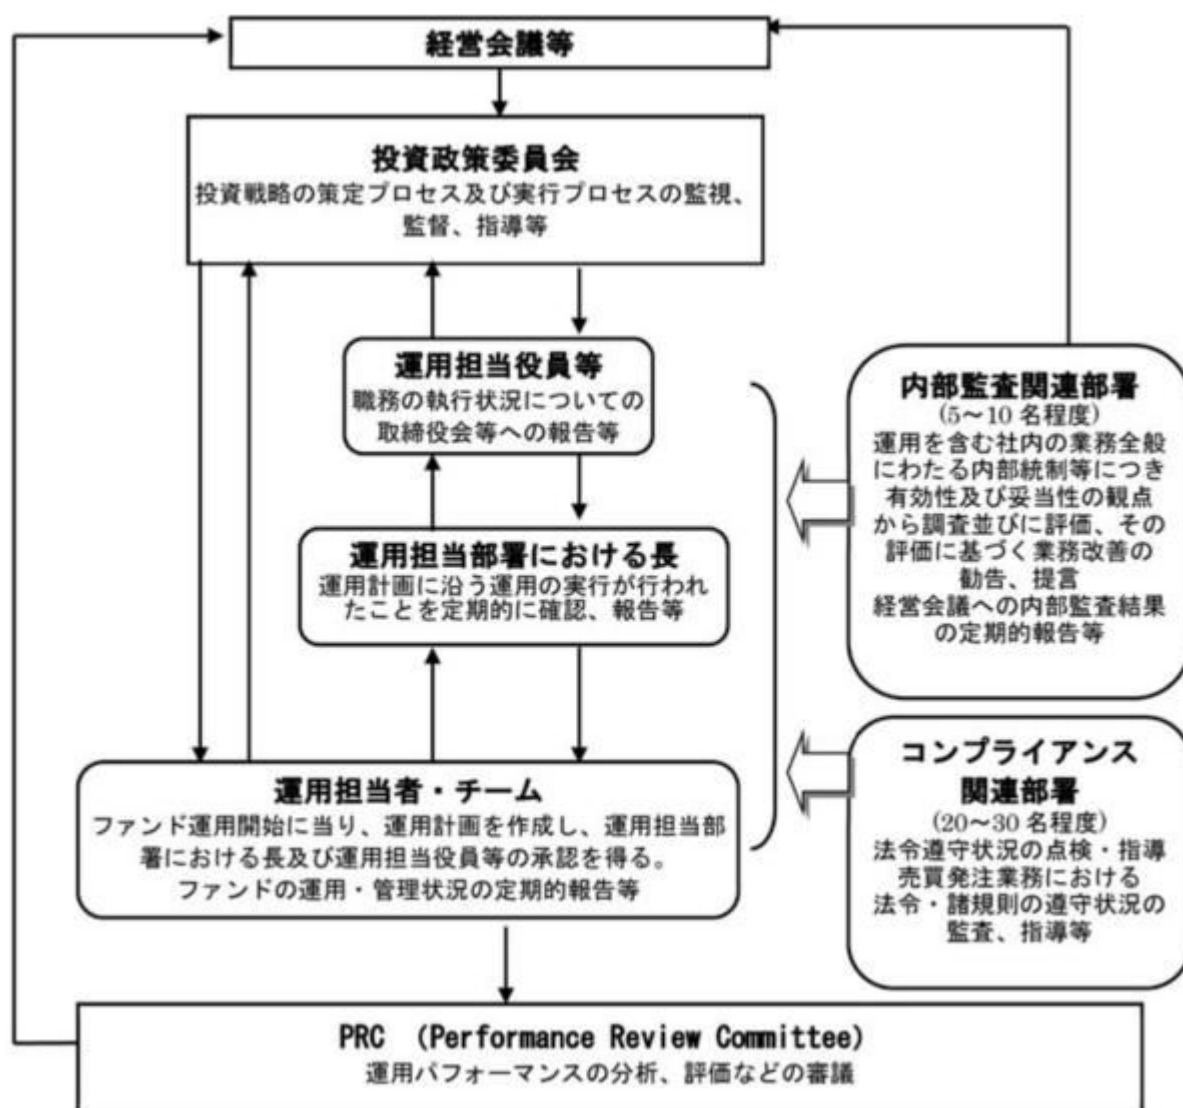 経営会議等
投資政策委員会
投資戦略の策定プロセス及び実行プロセスの監視、
監督、指導等
運用担当役員等
職務の執行状況についての
取締役会等への報告等
運用担当部署における長
運用計画に沿う運用の実行が行われ
たことを定期的に確認、報告等
運用担当者・チーム
ファンド運用開始に当り、運用計画を作成し、運用担当部
署における長及び運用担当役員等の承認を得る。
ファンドの運用・管理状況の定期的報告等
内部監査関連部署
(5～10 名程度)
運用を含む社内の業務全般
にわたる内部統制等につき
有効性及び妥当性の観点
から調査並びに評価、その
評価に基づく業務改善の
勧告、提言
経営会議への内部監査結果
の定期的報告等
コンプライアンス
関連部署
(20～30 名程度)
法令遵守状況の点検・指導
売買発注業務における
法令・諸規則の遵守状況の
監査、指導等
PRC (Performance Review Committee)
運用パフォーマンスの分析、評価などの審議